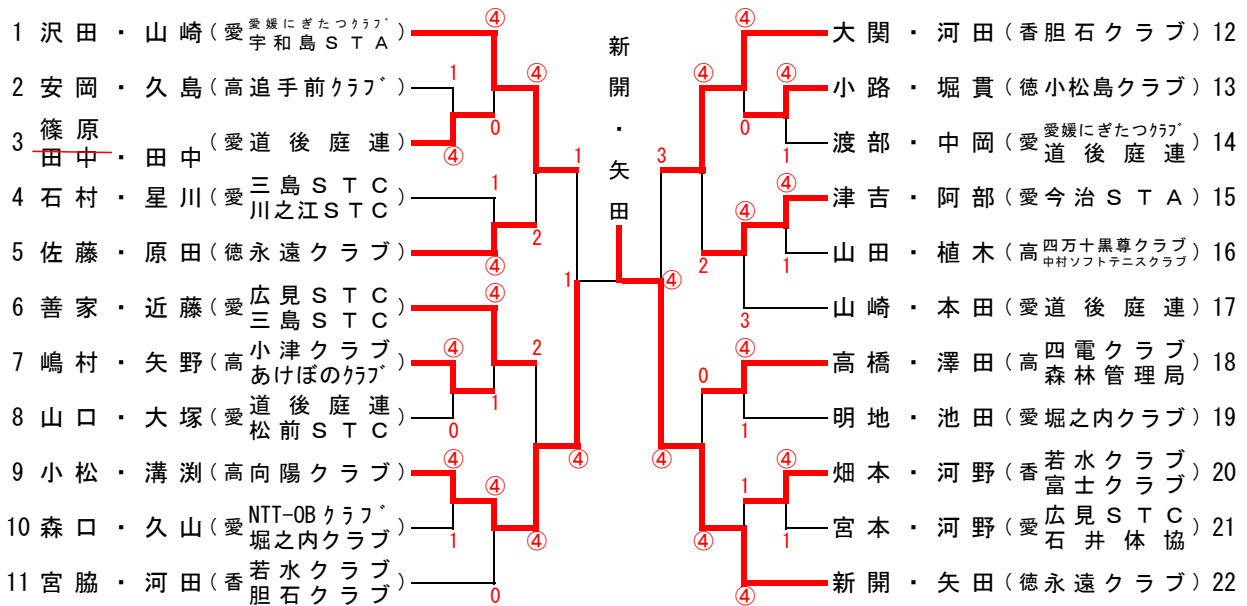 1 沢田・山崎(愛 愛媛にぎたつクラブ 宇和島STA)
2 安岡・久島(高 追手前クラブ)
3 篠原 田中・田中(愛 道後庭連)
4 石村・星川(愛 三島STC 川之江STC)
5 佐藤・原田(徳 永遠クラブ)
6 善家・近藤(愛 広見STC 三島STC)
7 嶋村・矢野(高 小津クラブ あけぼのクラブ)
8 山口・大塚(愛 道後庭連 松前STC)
9 小松・溝渕(高 向陽クラブ)
10 森口・久山(愛 NTT-OBクラブ 堀之内クラブ)
11 宮脇・河田(香 若水クラブ 胆石クラブ)
④
1
④
0
④
1
④
2
④
1
④
④
0
1
2
④
④
1
④
0
④
1
新開・矢田
④
3
④
④
④
0
1
④
④
1
2
3
④
0
1
④
④
1
1
④
④
大関・河田(香 胆石クラブ) 12
小路・堀貫(徳 小松島クラブ) 13
渡部・中岡(愛 愛媛にぎたつクラブ 道後庭連) 14
津吉・阿部(愛 今治STA) 15
山田・植木(高 四万十黒尊クラブ 中村ソフトテニスクラブ) 16
山崎・本田(愛 道後庭連) 17
高橋・澤田(高 四電クラブ 森林管理局) 18
明地・池田(愛 堀之内クラブ) 19
畑本・河野(香 若水クラブ 富士クラブ) 20
宮本・河野(愛 広見STC 石井体協) 21
新開・矢田(徳 永遠クラブ) 22